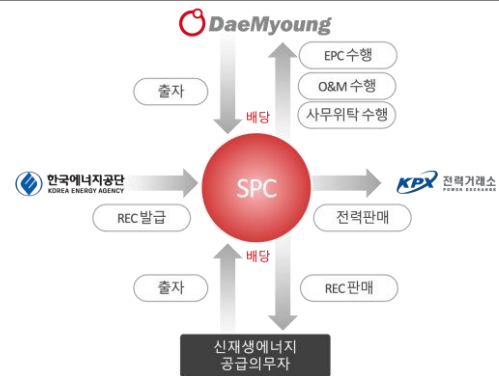 DaeMyoung
EPC 수행
출자
O&M 수행
배당
사무위탁 수행
한국에너지공단
KOREA ENERGY AGENCY
SPC
KPX 전력거래소
POWER EXCHANGE
REC 발급
전력판매
배당
출자
REC 판매
신재생에너지
공급의무자